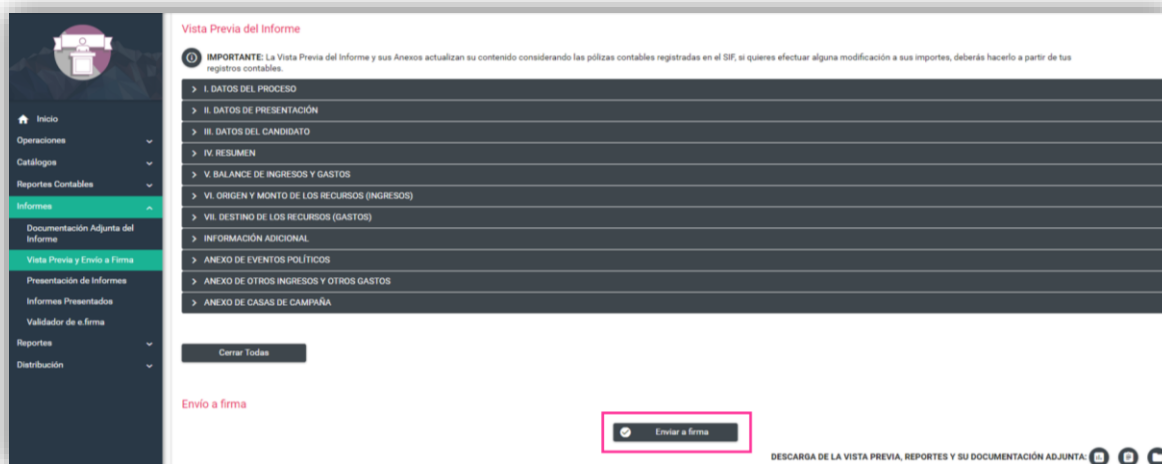 Vista Previa del Informe
IMPORTANTE: La Vista Previa del Informe y sus Anexos actualizan su contenido considerando las pólizas contables registradas en el SIF, si quieres efectuar alguna modificación a sus importes, deberás hacerlo a partir de tus
registros contables.
> I. DATOS DEL PROCESO
> II. DATOS DE PRESENTACIÓN
> III. DATOS DEL CANDIDATO
> IV. RESUMEN
> V. BALANCE DE INGRESOS Y GASTOS
> VI. ORIGEN Y MONTO DE LOS RECURSOS (INGRESOS)
> VII. DESTINO DE LOS RECURSOS (GASTOS)
> INFORMACIÓN ADICIONAL
> ANEXO DE EVENTOS POLÍTICOS
> ANEXO DE OTROS INGRESOS Y OTROS GASTOS
> ANEXO DE CASAS DE CAMPAÑA
Inicio
Operaciones
Catálogos
Reportes Contables
Informes
Documentación Adjunta del
Informe
Vista Previa y Envío a Firma
Presentación de Informes
Informes Presentados
Validador de e.firma
Reportes
Distribución
Cerrar Todas
Envío a firma
Enviar a firma
DESCARGA DE LA VISTA PREVIA, REPORTES Y SU DOCUMENTACIÓN ADJUNTA: